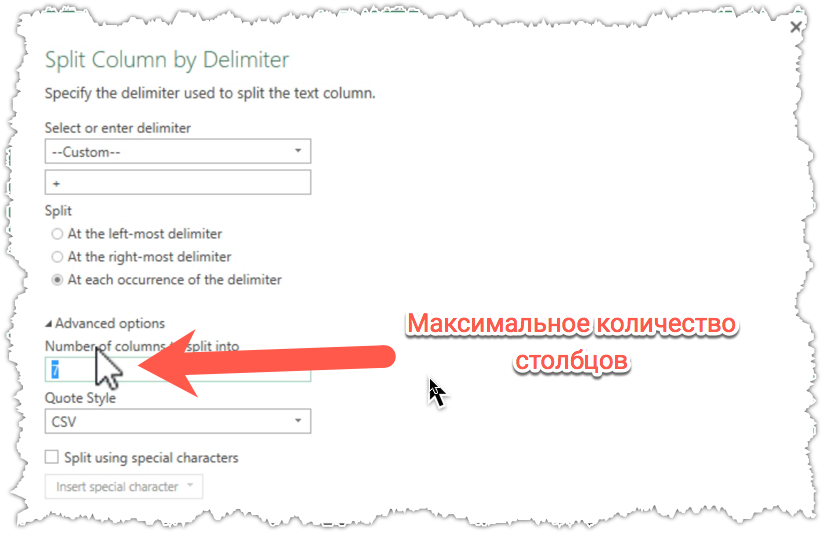 Split Column by Delimiter
Specify the delimiter used to split the text column.
Select or enter delimiter
--Custom--
+
Split
At the left-most delimiter
At the right-most delimiter
At each occurrence of the delimiter
Advanced options
Number of columns split into
Максимальное количество
столбцов
7
Quote Style
CSV
Split using special characters
Insert special character